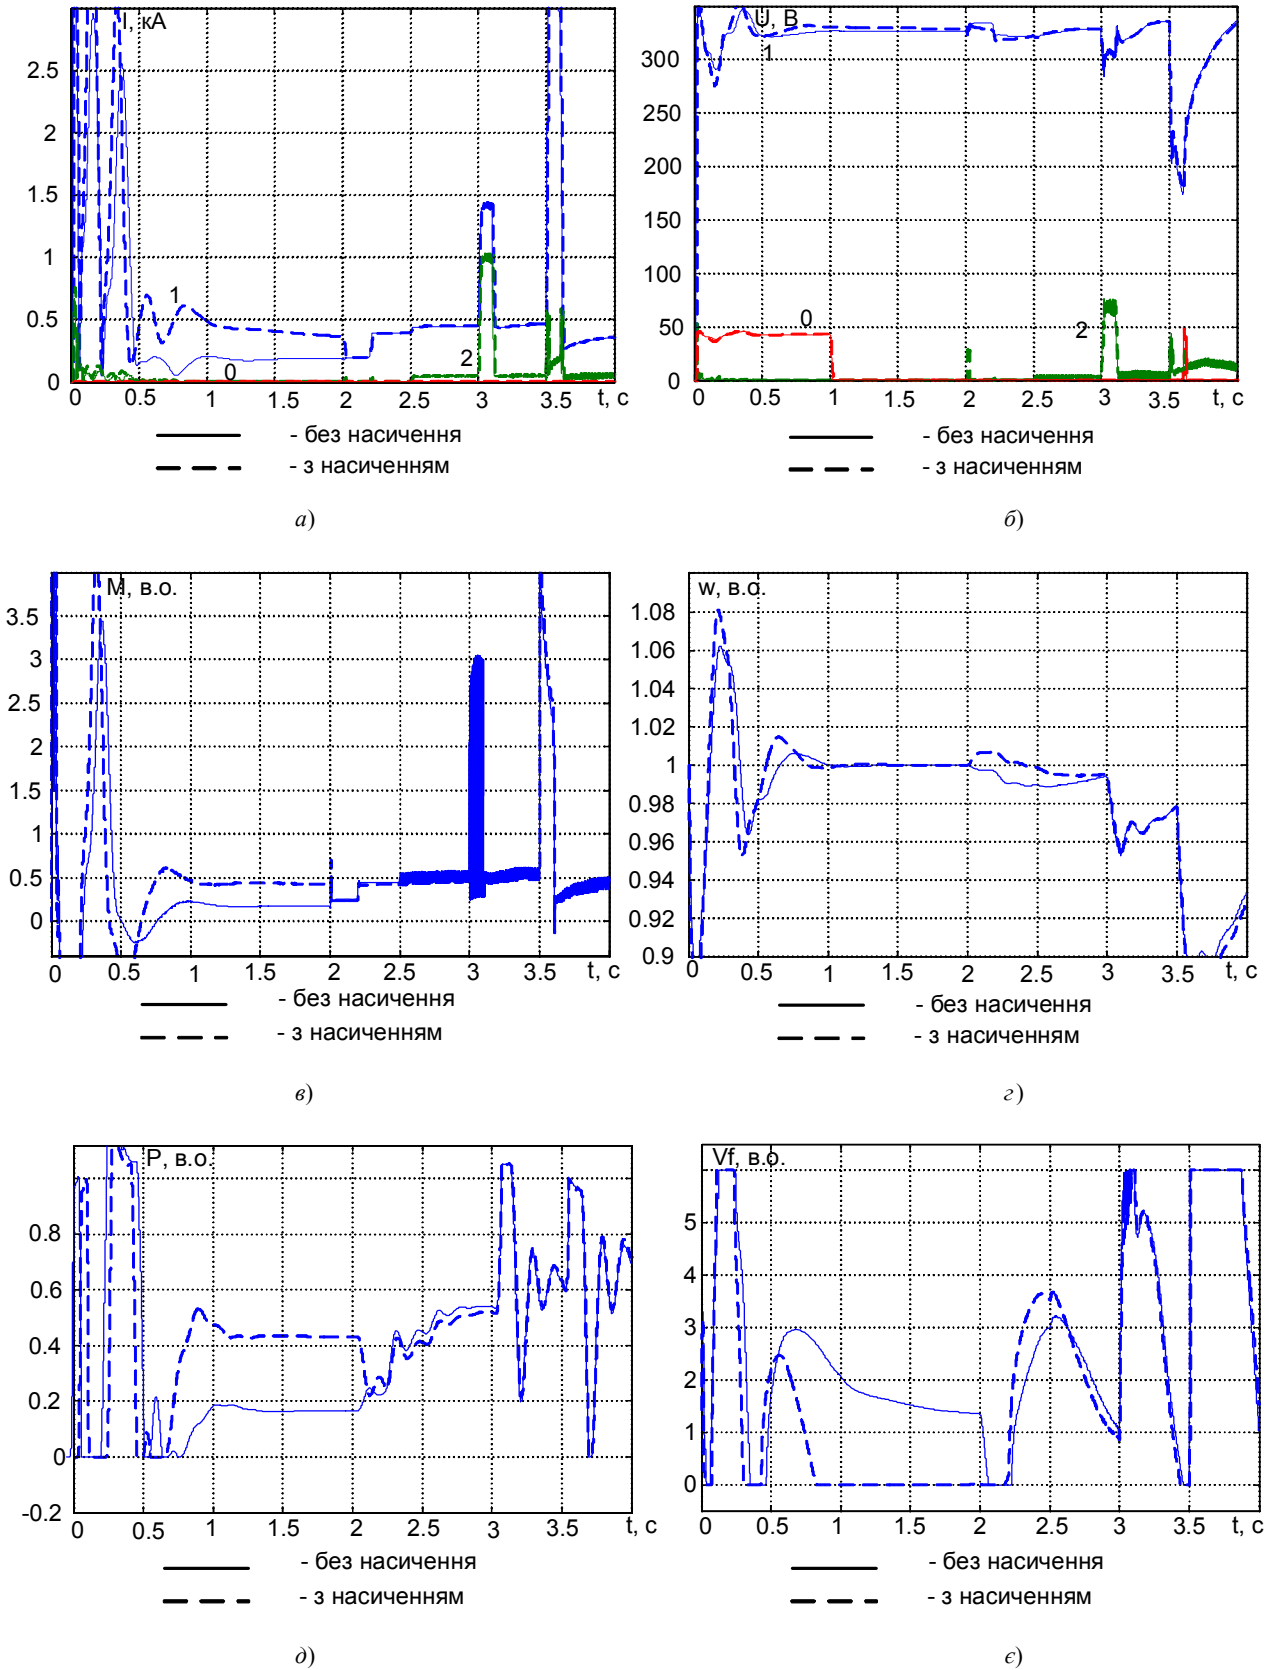 I, кА
2.5
2
1.5
1
0.5
0
1
2
0
0 0.5 1 1.5 2 2.5 3 3.5 t, с
- без насичення
- з насиченням
а)
U, В
350
300
250
200
150
100
50
0
1
0
2
0 0.5 1 1.5 2 2.5 3 3.5 t, с
- без насичення
- з насиченням
б)
М, в.о.
3.5
3
2.5
2
1.5
1
0.5
0
0 0.5 1 1.5 2 2.5 3 3.5 t, с
- без насичення
- з насиченням
в)
w, в.о.
1.08
1.06
1.04
1.02
1
0.98
0.96
0.94
0.92
0.9
0 0.5 1 1.5 2 2.5 3 3.5 t, с
- без насичення
- з насиченням
г)
Р, в.о.
0.8
0.6
0.4
0.2
0
-0.2
0 0.5 1 1.5 2 2.5 3 3.5 t, с
- без насичення
- з насиченням
д)
Vf, в.о.
5
4
3
2
1
0
0 0.5 1 1.5 2 2.5 3 3.5 t, с
- без насичення
- з насиченням
є)